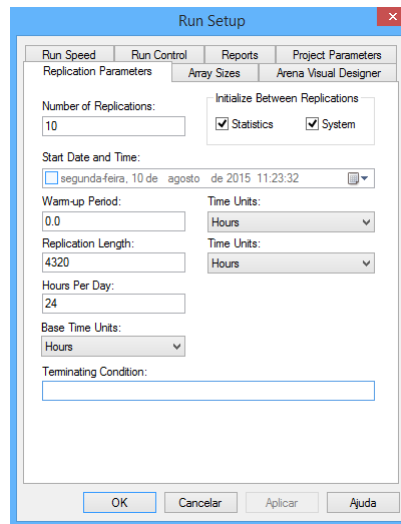 Run Setup
Run Speed Run Control Reports Project Parameters
Replication Parameters Array Sizes Arena Visual Designer
Number of Replications: Initialize Between Replications
10 Statistics System
Start Date and Time:
segunda-feira, 10 de agosto de 2015 11:23:32
Warm-up Period: Time Units:
0.0 Hours
Replication Length: Time Units:
4320 Hours
Hours Per Day:
24
Base Time Units:
Hours
Terminating Condition:
OK Cancelar Aplicar Ajuda